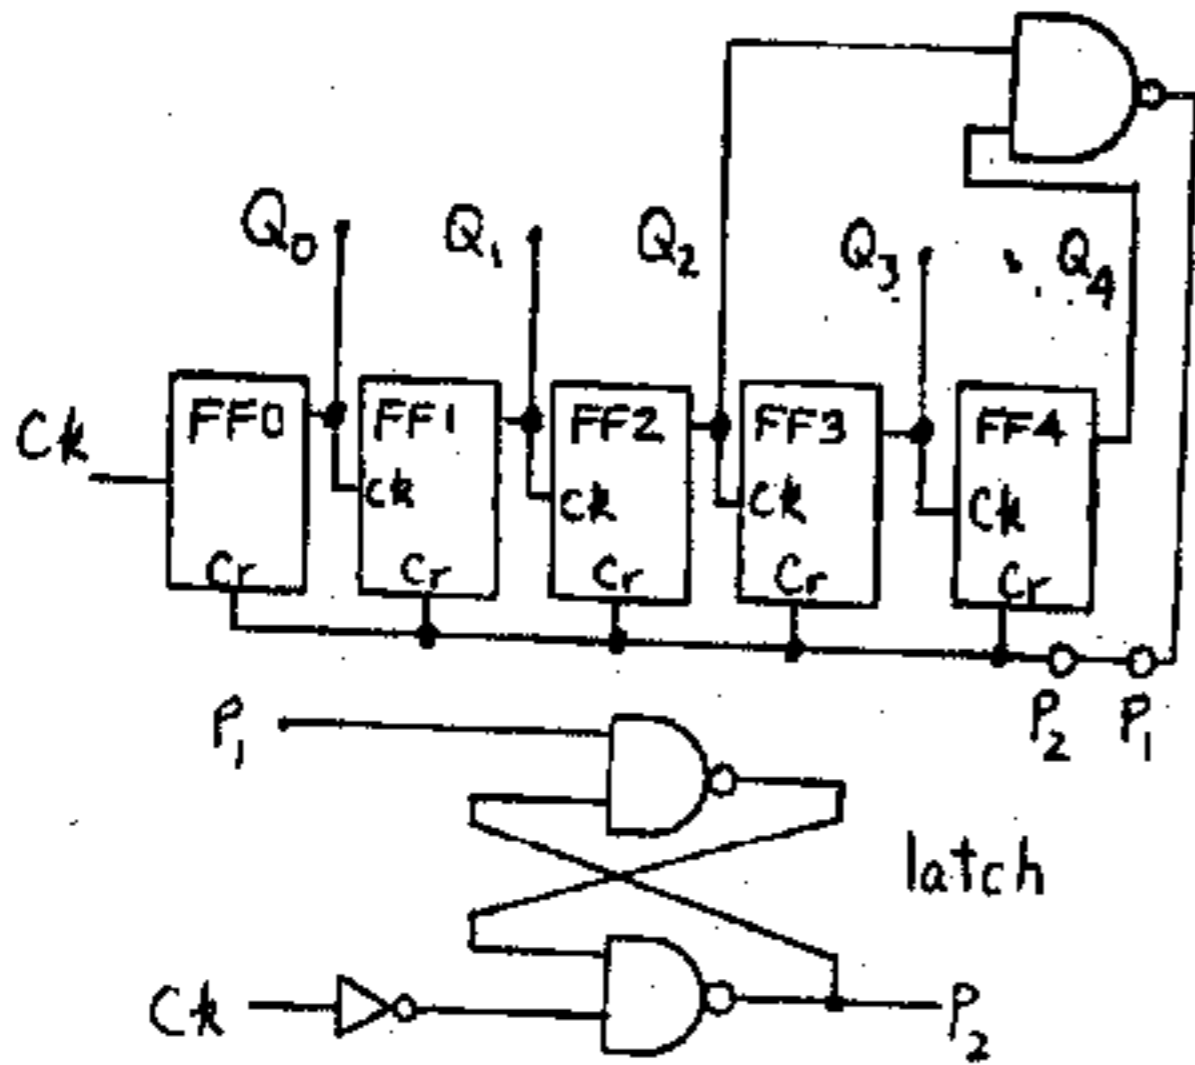 Q₀ Q₁ Q₂ Q₃ Q₄
Ck FF0 FF1 FF2 FF3 FF4
ck ck ck Ck
Cr Cr Cr Cr Cr
P₂ P₁
P₁
latch
Ck P₂